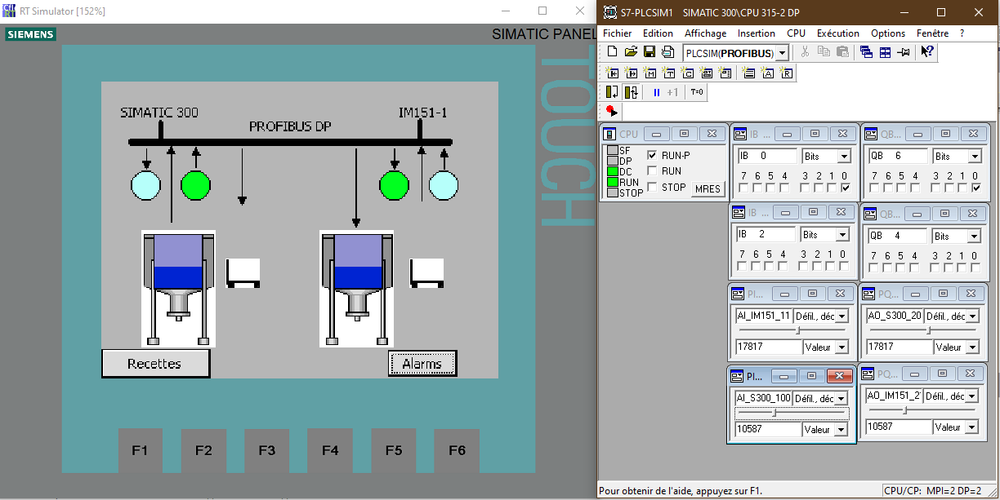 RT Simulator [152%]
SIEMENS
SIMATIC PANEL
TOUCH
SIMATIC 300
IM151-1
PROFIBUS DP
Recettes
Alarms
F1 F2 F3 F4 F5 F6
S7-PLCSIM1 SIMATIC 300\CPU 315-2 DP
Fichier Edition Affichage Insertion CPU Exécution Options Fenêtre ?
PLCSIM(PROFIBUS)
+1 T=0
CPU
SF
DP
DC
RUN
STOP
RUN-P
RUN
STOP
MRES
IB ...
IB 0 Bits
7 6 5 4 3 2 1 0
QB...
QB 6 Bits
7 6 5 4 3 2 1 0
IB ...
IB 2 Bits
7 6 5 4 3 2 1 0
QB...
QB 4 Bits
7 6 5 4 3 2 1 0
PI...
AI_IM151_11 Défil., déc
17817 Valeur
PQ...
AO_S300_20 Défil., déc
17817 Valeur
PI...
AI_S300_100 Défil., déc
10587 Valeur
PQ...
AO_IM151_2 Défil., déc
10587 Valeur
Pour obtenir de l'aide, appuyez sur F1.
CPU/CP: MPI=2 DP=2